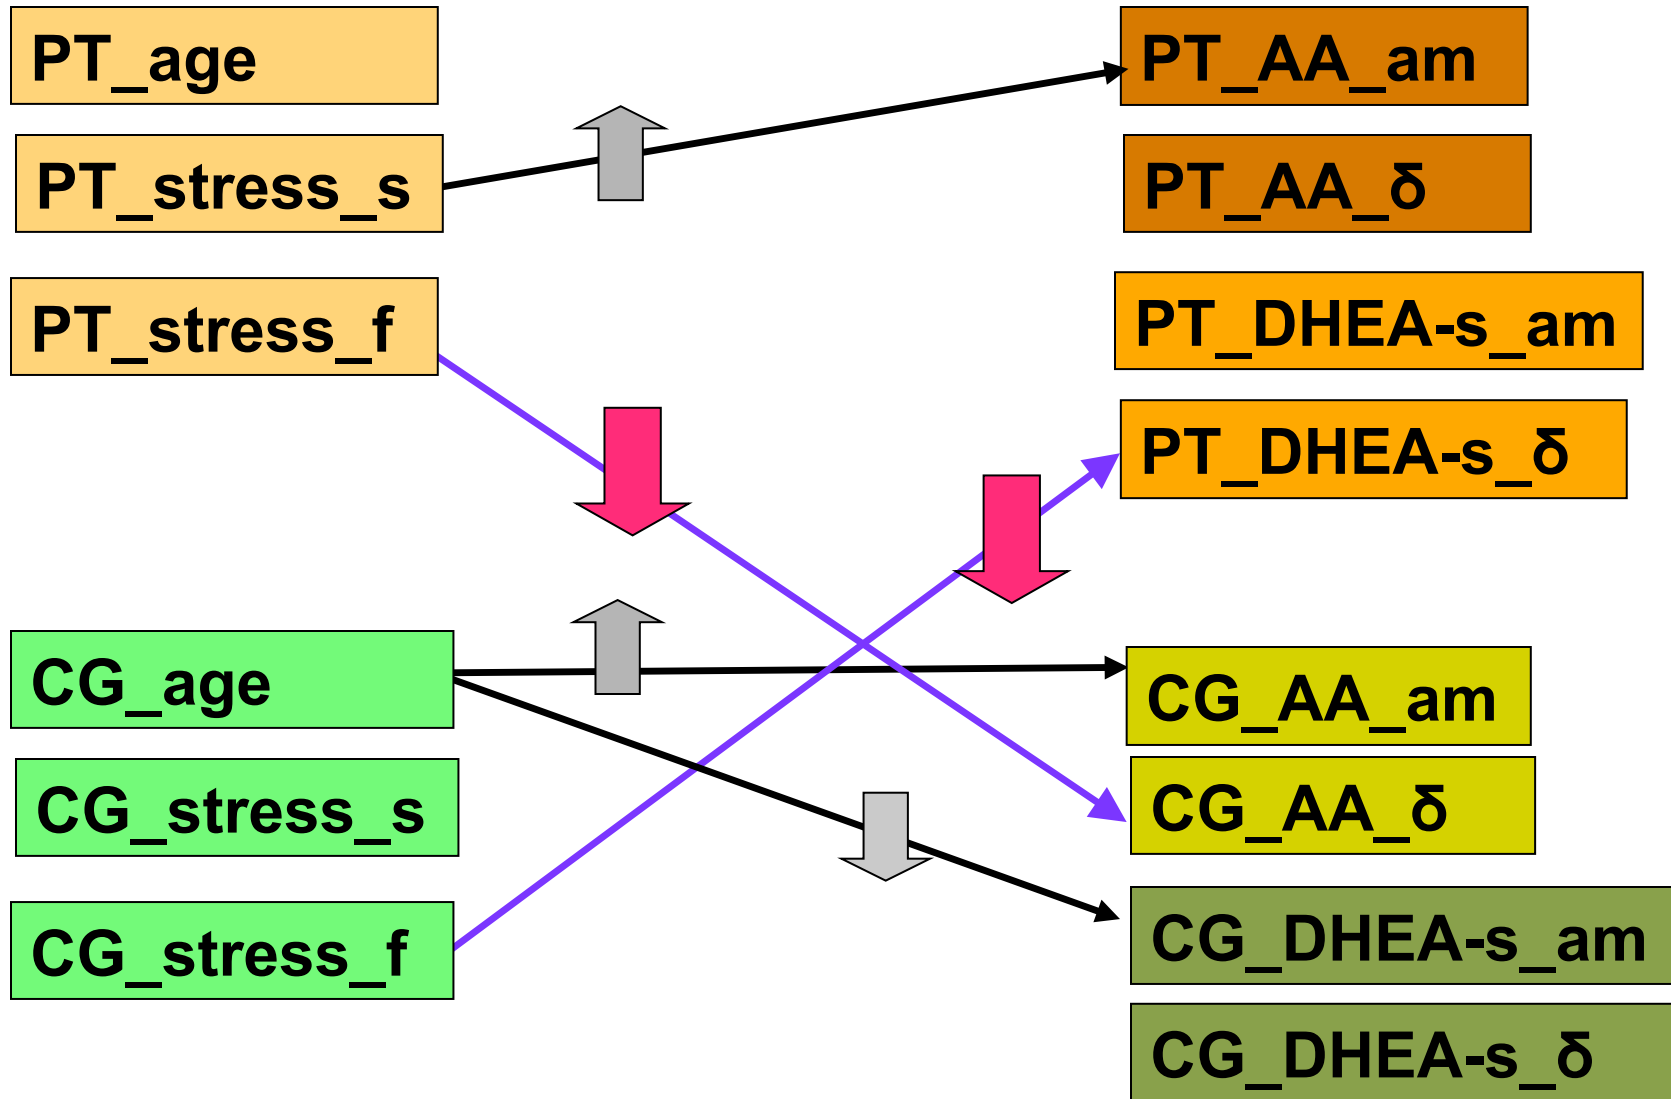 PT_age
PT_stress_s
PT_stress_f
CG_age
CG_stress_s
CG_stress_f
PT_AA_am
PT_AA_δ
PT_DHEA-s_am
PT_DHEA-s_δ
CG_AA_am
CG_AA_δ
CG_DHEA-s_am
CG_DHEA-s_δ